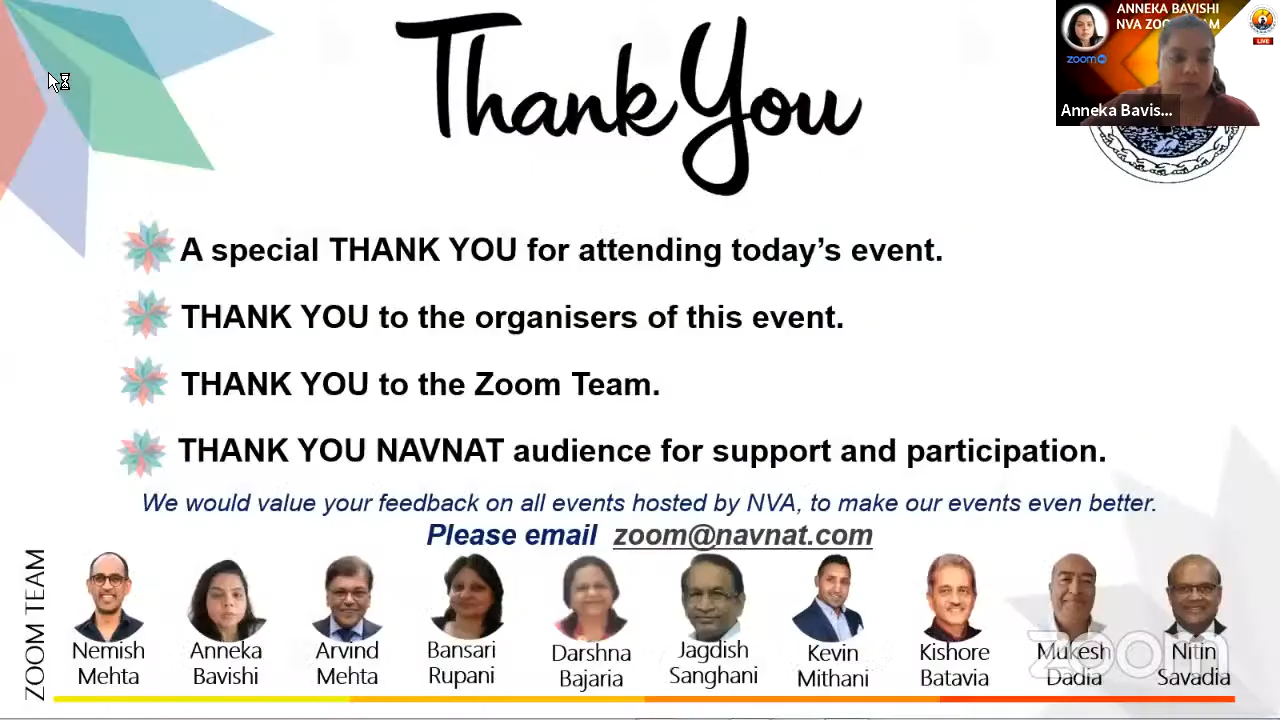 Thank You
ANNEKA BAVISHI
NVA ZOOM TEAM
zoom
LIVE
Anneka Bavis...
A special THANK YOU for attending today’s event.
THANK YOU to the organisers of this event.
THANK YOU to the Zoom Team.
THANK YOU NAVNAT audience for support and participation.
We would value your feedback on all events hosted by NVA, to make our events even better.
Please email zoom@navnat.com
ZOOM TEAM
Nemish Mehta
Anneka Bavishi
Arvind Mehta
Bansari Rupani
Darshna Bajaria
Jagdish Sanghani
Kevin Mithani
Kishore Batavia
Mukesh Dadia
Nitin Savadia
zoom